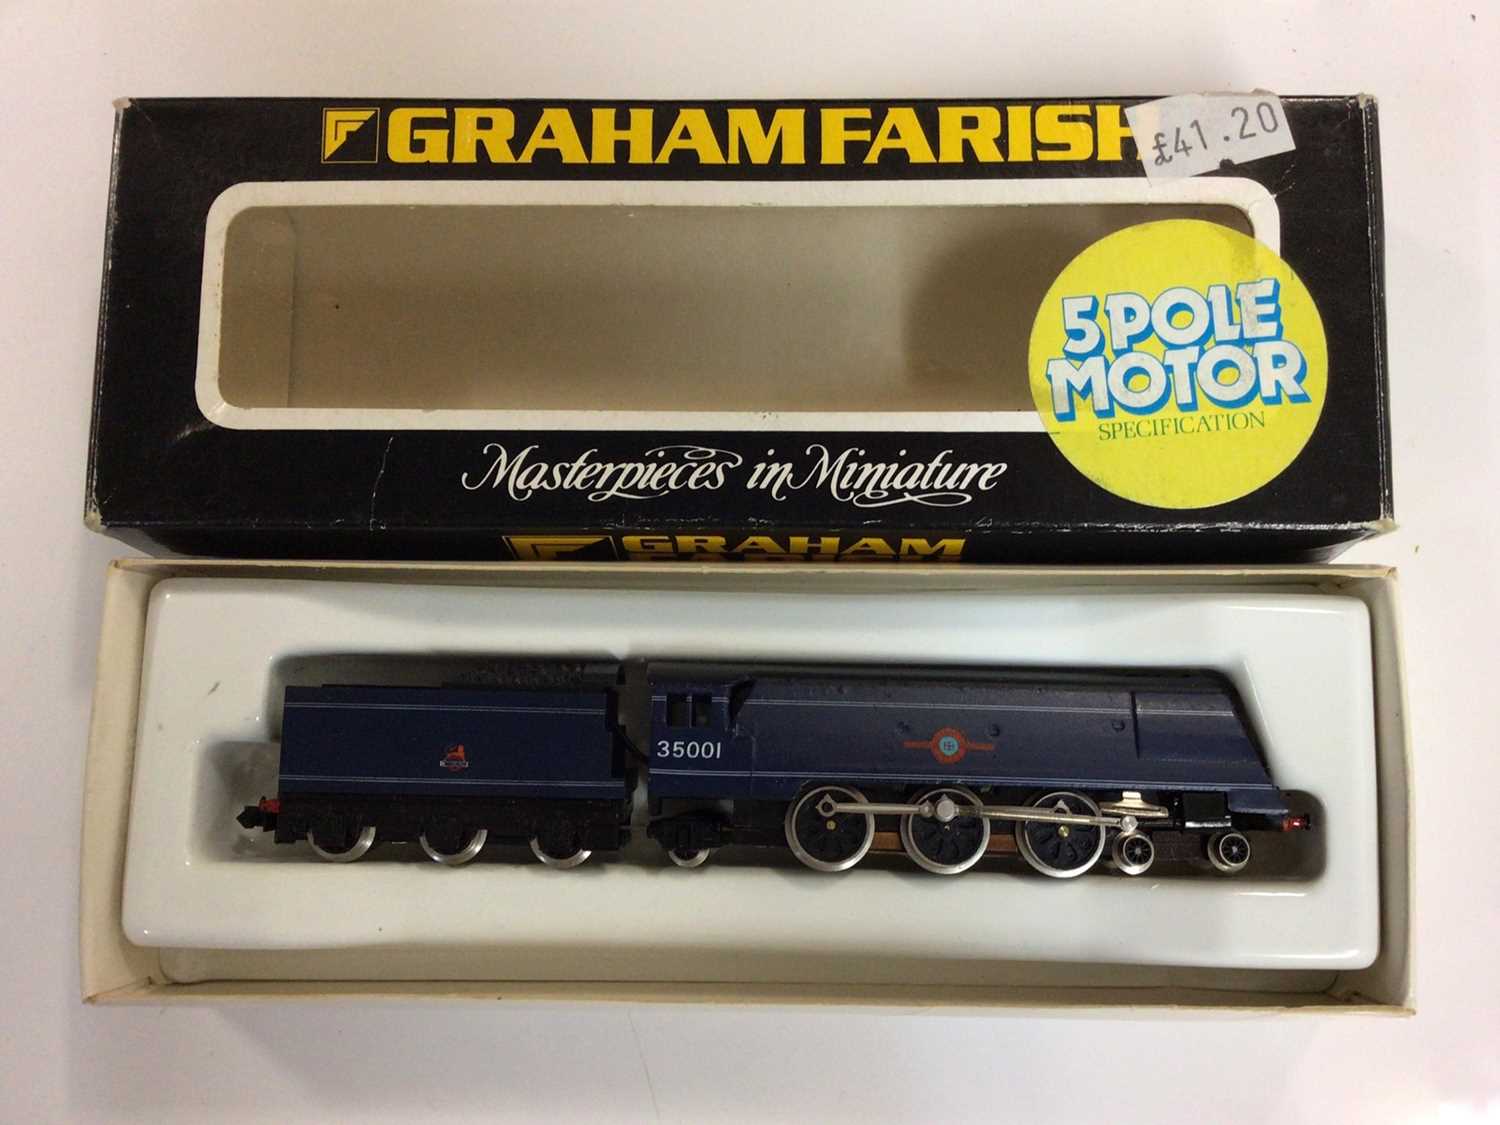 GRAHAM FARISH
£41.20
5 POLE
MOTOR
SPECIFICATION
Masterpieces in Miniature
GRAHAM
35001